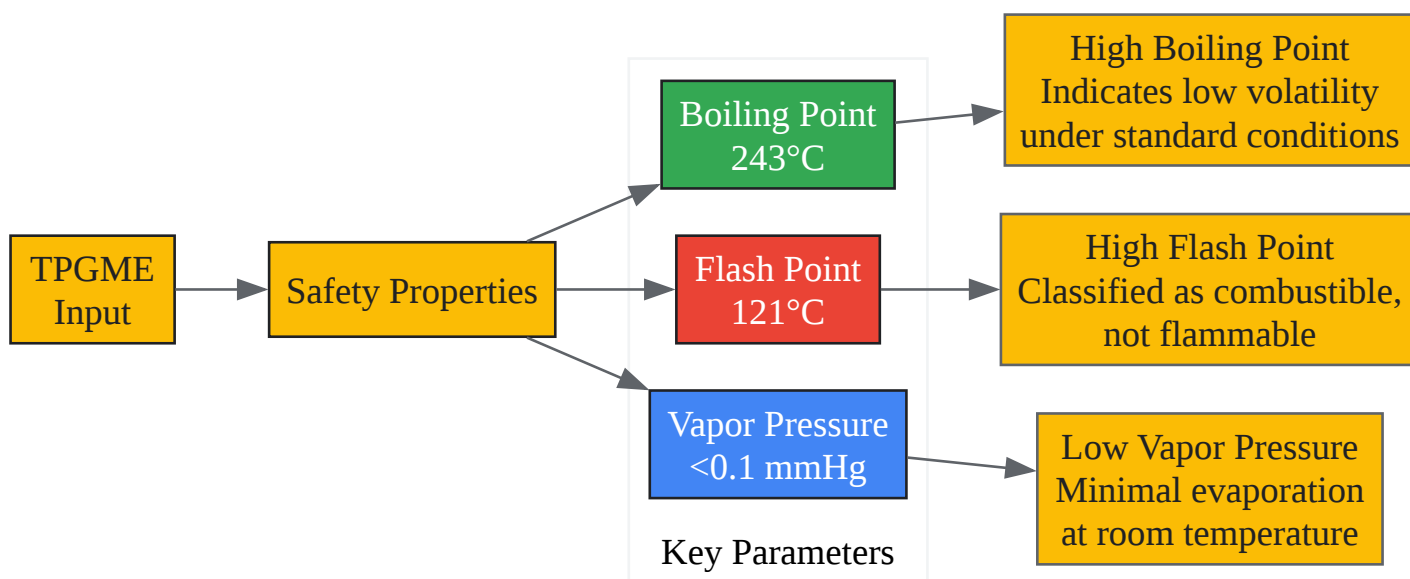 TPGME
Input
Safety Properties
Boiling Point
243°C
Flash Point
121°C
Vapor Pressure
<0.1 mmHg
Key Parameters
High Boiling Point
Indicates low volatility
under standard conditions
High Flash Point
Classified as combustible,
not flammable
Low Vapor Pressure
Minimal evaporation
at room temperature